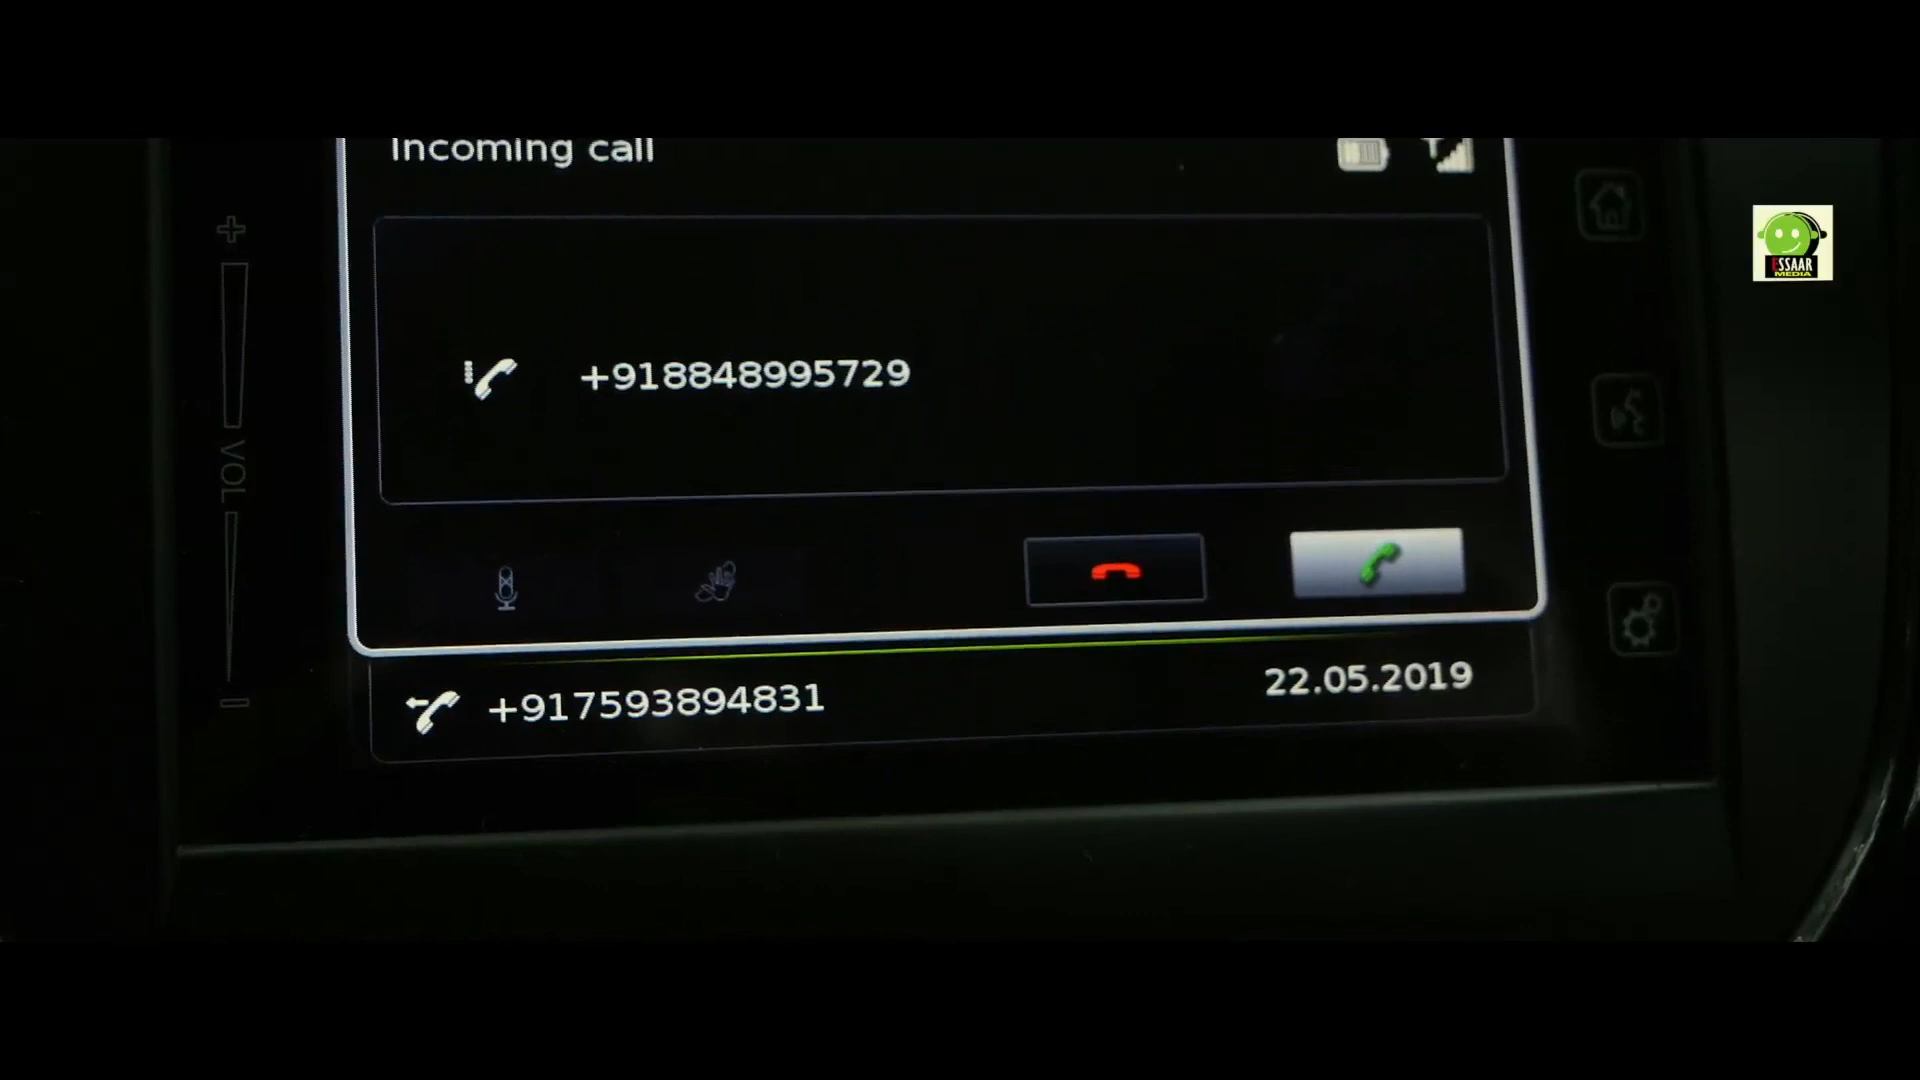 Incoming call
+918848995729
VOL
+917593894831
22.05.2019
ESSAAR
MEDIA